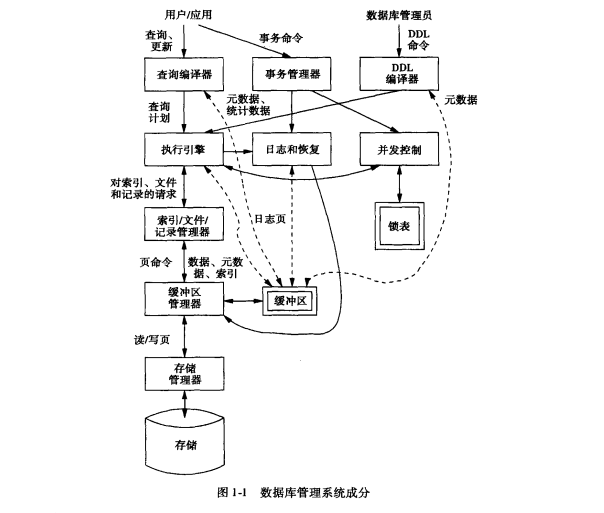 用户/应用
数据库管理员
查询、
更新
事务命令
DDL
命令
查询编译器
事务管理器
DDL
编译器
查询
计划
元数据、
统计数据
元数据
执行引擎
日志和恢复
并发控制
对索引、文件
和记录的请求
索引/文件/
记录管理器
日志页
锁表
页命令
数据、元数
据、索引
缓冲区
管理器
缓冲区
读/写页
存储
管理器
存储
图 1-1 数据库管理系统成分